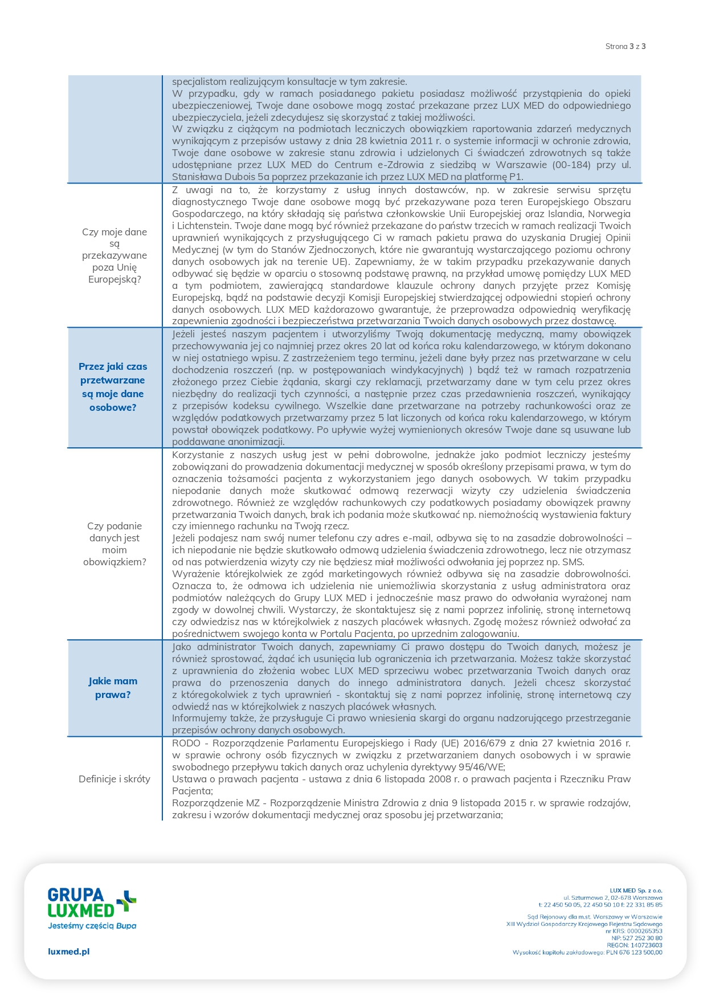 Strona 3 z 3
specjalistom realizującym konsultacje w tym zakresie.
W przypadku, gdy w ramach posiadanego pakietu posiadasz możliwość przystąpienia do opieki
ubezpieczeniowej, Twoje dane osobowe mogą zostać przekazane przez LUX MED do odpowiedniego
ubezpieczyciela, jeżeli zdecydujesz się skorzystać z takiej możliwości.
W związku z ciążącym na podmiotach leczniczych obowiązkiem raportowania zdarzeń medycznych
wynikającym z przepisów ustawy z dnia 28 kwietnia 2011 r. o systemie informacji w ochronie zdrowia,
Twoje dane osobowe w zakresie stanu zdrowia i udzielonych Ci świadczeń zdrowotnych są także
udostępniane przez LUX MED do Centrum e-Zdrowia z siedzibą w Warszawie (00-184) przy ul.
Stanisława Dubois 5a poprzez przekazanie ich przez LUX MED na platformę P1.
Czy moje dane
są
przekazywane
poza Unię
Europejską?
Z uwagi na to, że korzystamy z usług innych dostawców, np. w zakresie serwisu sprzętu
diagnostycznego Twoje dane osobowe mogą być przekazywane poza teren Europejskiego Obszaru
Gospodarczego, na który składają się państwa członkowskie Unii Europejskiej oraz Islandia, Norwegia
i Lichtenstein. Twoje dane mogą być również przekazane do państw trzecich w ramach realizacji Twoich
uprawnień wynikających z przysługującego Ci w ramach pakietu prawa do uzyskania Drugiej Opinii
Medycznej (w tym do Stanów Zjednoczonych, które nie gwarantują wystarczającego poziomu ochrony
danych osobowych jak na terenie UE). Zapewniamy, że w takim przypadku przekazywanie danych
odbywać się będzie w oparciu o stosowną podstawę prawną, na przykład umowę pomiędzy LUX MED
a tym podmiotem, zawierającą standardowe klauzule ochrony danych przyjęte przez Komisję
Europejską, bądź na podstawie decyzji Komisji Europejskiej stwierdzającej odpowiedni stopień ochrony
danych osobowych. LUX MED każdorazowo gwarantuje, że przeprowadza odpowiednią weryfikację
zapewnienia zgodności i bezpieczeństwa przetwarzania Twoich danych osobowych przez dostawcę.
Przez jaki czas
przetwarzane
są moje dane
osobowe?
Jeżeli jesteś naszym pacjentem i utworzyliśmy Twoją dokumentację medyczną, mamy obowiązek
przechowywania jej co najmniej przez okres 20 lat od końca roku kalendarzowego, w którym dokonano
w niej ostatniego wpisu. Z zastrzeżeniem tego terminu, jeżeli dane były przez nas przetwarzane w celu
dochodzenia roszczeń (np. w postępowaniach windykacyjnych) ) bądź też w ramach rozpatrzenia
złożonego przez Ciebie żądania, skargi czy reklamacji, przetwarzamy dane w tym celu przez okres
niezbędny do realizacji tych czynności, a następnie przez czas przedawnienia roszczeń, wynikający
z przepisów kodeksu cywilnego. Wszelkie dane przetwarzane na potrzeby rachunkowości oraz ze
względów podatkowych przetwarzamy przez 5 lat liczonych od końca roku kalendarzowego, w którym
powstał obowiązek podatkowy. Po upływie wyżej wymienionych okresów Twoje dane są usuwane lub
poddawane anonimizacji.
Czy podanie
danych jest
moim
obowiązkiem?
Korzystanie z naszych usług jest w pełni dobrowolne, jednakże jako podmiot leczniczy jesteśmy
zobowiązani do prowadzenia dokumentacji medycznej w sposób określony przepisami prawa, w tym do
oznaczenia tożsamości pacjenta z wykorzystaniem jego danych osobowych. W takim przypadku
niepodanie danych może skutkować odmową rezerwacji wizyty czy udzielenia świadczenia
zdrowotnego. Również ze względów rachunkowych czy podatkowych posiadamy obowiązek prawny
przetwarzania Twoich danych, brak ich podania może skutkować np. niemożnością wystawienia faktury
czy imiennego rachunku na Twoją rzecz.
Jeżeli podajesz nam swój numer telefonu czy adres e-mail, odbywa się to na zasadzie dobrowolności –
ich niepodanie nie będzie skutkowało odmową udzielenia świadczenia zdrowotnego, lecz nie otrzymasz
od nas potwierdzenia wizyty czy nie będziesz miał możliwości odwołania jej poprzez np. SMS.
Wyrażenie którejkolwiek ze zgód marketingowych również odbywa się na zasadzie dobrowolności.
Oznacza to, że odmowa ich udzielenia nie uniemożliwia skorzystania z usług administratora oraz
podmiotów należących do Grupy LUX MED i jednocześnie masz prawo do odwołania wyrażonej nam
zgody w dowolnej chwili. Wystarczy, że skontaktujesz się z nami poprzez infolinię, stronę internetową
czy odwiedzisz nas w którejkolwiek z naszych placówek własnych. Zgodę możesz również odwołać za
pośrednictwem swojego konta w Portalu Pacjenta, po uprzednim zalogowaniu.
Jakie mam
prawa?
Jako administrator Twoich danych, zapewniamy Ci prawo dostępu do Twoich danych, możesz je
również sprostować, żądać ich usunięcia lub ograniczenia ich przetwarzania. Możesz także skorzystać
z uprawnienia do złożenia wobec LUX MED sprzeciwu wobec przetwarzania Twoich danych oraz
prawa do przenoszenia danych do innego administratora danych. Jeżeli chcesz skorzystać
z któregokolwiek z tych uprawnień - skontaktuj się z nami poprzez infolinię, stronę internetową czy
odwiedź nas w którejkolwiek z naszych placówek własnych.
Informujemy także, że przysługuje Ci prawo wniesienia skargi do organu nadzorującego przestrzeganie
przepisów ochrony danych osobowych.
Definicje i skróty
RODO - Rozporządzenie Parlamentu Europejskiego i Rady (UE) 2016/679 z dnia 27 kwietnia 2016 r.
w sprawie ochrony osób fizycznych w związku z przetwarzaniem danych osobowych i w sprawie
swobodnego przepływu takich danych oraz uchylenia dyrektywy 95/46/WE;
Ustawa o prawach pacjenta - ustawa z dnia 6 listopada 2008 r. o prawach pacjenta i Rzeczniku Praw
Pacjenta;
Rozporządzenie MZ - Rozporządzenie Ministra Zdrowia z dnia 9 listopada 2015 r. w sprawie rodzajów,
zakresu i wzorów dokumentacji medycznej oraz sposobu jej przetwarzania;
GRUPA
LUXMED
Jesteśmy częścią Bupa
luxmed.pl
LUX MED Sp. z o.o.
ul. Szturmowa 2, 02-678 Warszawa
t: 22 450 50 05, 22 450 50 10 f: 22 331 85 85
Sąd Rejonowy dla m.st. Warszawy w Warszawie
XIII Wydział Gospodarczy Krajowego Rejestru Sądowego
nr KRS: 0000265353
NIP: 527 252 30 80
REGON: 140723603
Wysokość kapitału zakładowego: PLN 676 123 500,00